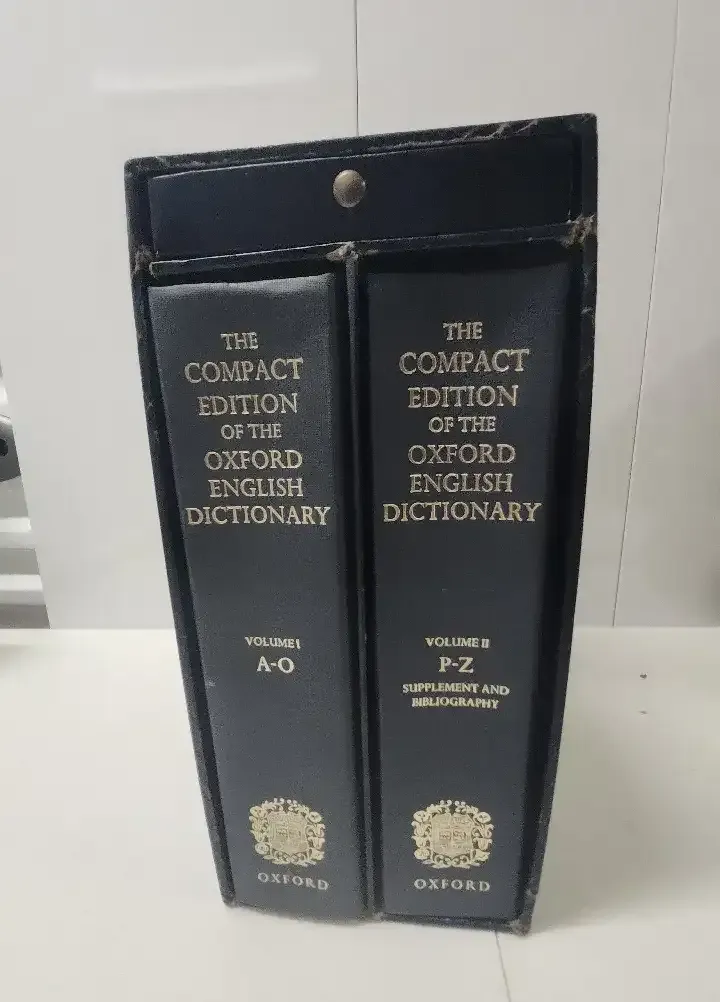 THE
COMPACT
EDITION
OF THE
OXFORD
ENGLISH
DICTIONARY
VOLUME I
A-O
OXFORD
THE
COMPACT
EDITION
OF THE
OXFORD
ENGLISH
DICTIONARY
VOLUME II
P-Z
SUPPLEMENT AND
BIBLIOGRAPHY
OXFORD